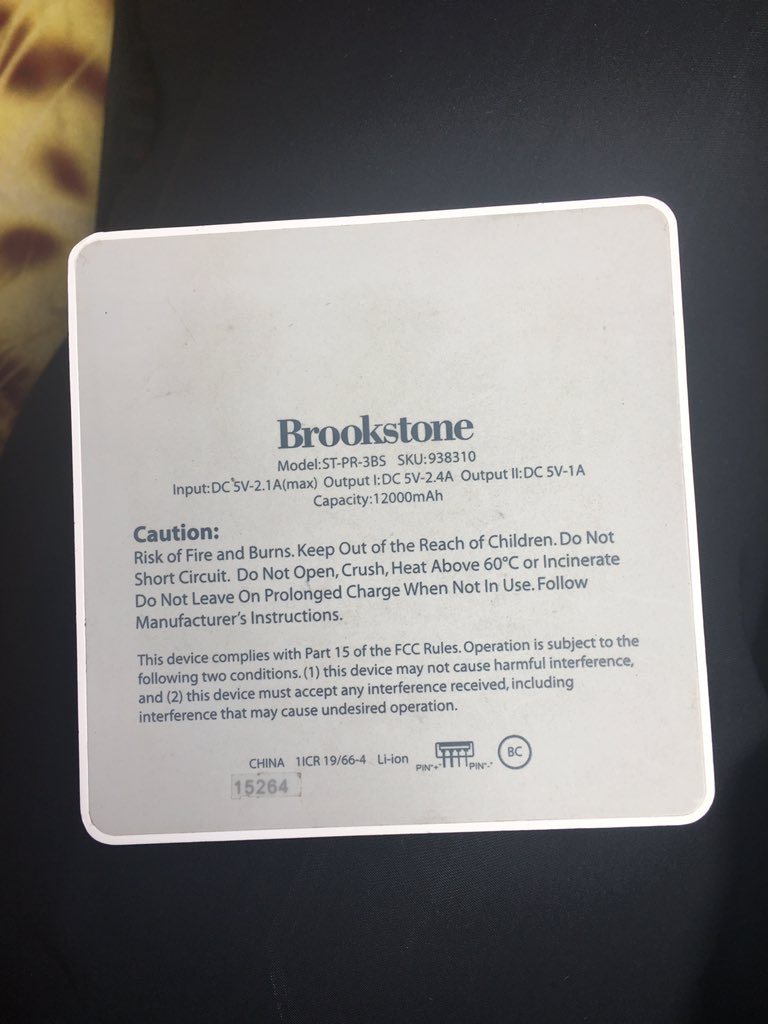 Brookstone
Model:ST-PR-3BS SKU:938310
Input:DC 5V-2.1A(max) Output I:DC 5V-2.4A Output II:DC 5V-1A
Capacity:12000mAh
Caution:
Risk of Fire and Burns. Keep Out of the Reach of Children. Do Not
Short Circuit. Do Not Open, Crush, Heat Above 60°C or Incinerate
Do Not Leave On Prolonged Charge When Not In Use. Follow
Manufacturer's Instructions.
This device complies with Part 15 of the FCC Rules. Operation is subject to the
following two conditions. (1) this device may not cause harmful interference,
and (2) this device must accept any interference received, including
interference that may cause undesired operation.
CHINA 1ICR 19/66-4 Li-ion PIN"+" PIN"-" BC
15264